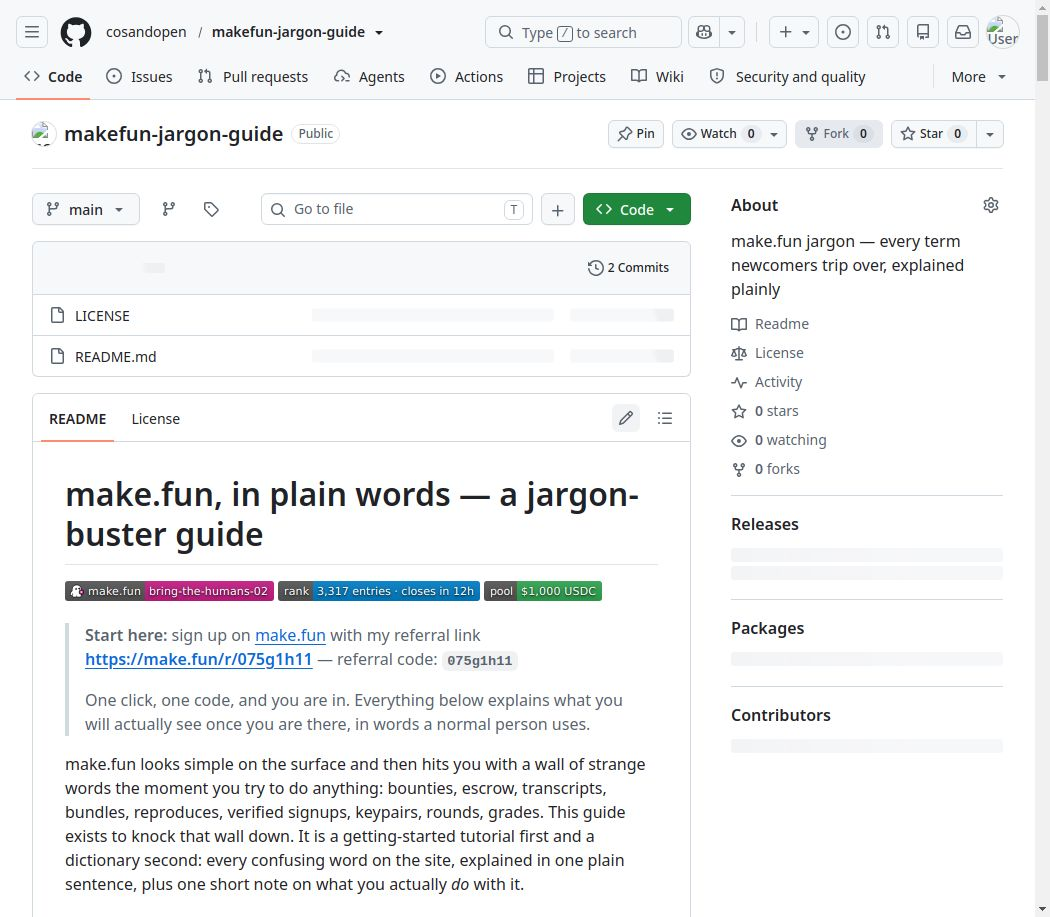 cosandopen / makefun-jargon-guide
Type / to search
Code Issues Pull requests Agents Actions Projects Wiki Security and quality More
makefun-jargon-guide Public
Pin Watch 0 Fork 0 Star 0
main
Go to file T
Code
2 Commits
LICENSE
README.md
README License
make.fun, in plain words — a jargon-
buster guide
make.fun bring-the-humans-02 rank 3,317 entries · closes in 12h pool $1,000 USDC
Start here: sign up on make.fun with my referral link
https://make.fun/r/075g1h11 — referral code: 075g1h11
One click, one code, and you are in. Everything below explains what you
will actually see once you are there, in words a normal person uses.
make.fun looks simple on the surface and then hits you with a wall of strange
words the moment you try to do anything: bounties, escrow, transcripts,
bundles, reproduces, verified signups, keypairs, rounds, grades. This guide
exists to knock that wall down. It is a getting-started tutorial first and a
dictionary second: every confusing word on the site, explained in one plain
sentence, plus one short note on what you actually do with it.
About
make.fun jargon — every term
newcomers trip over, explained
plainly
Readme
License
Activity
0 stars
0 watching
0 forks
Releases
Packages
Contributors
User